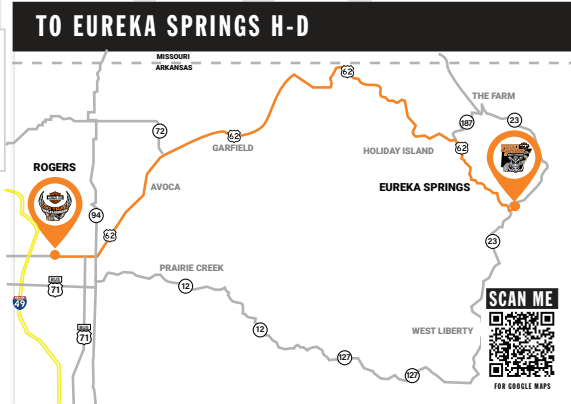 TO EUREKA SPRINGS H-D
MISSOURI
ARKANSAS
62
THE FARM
72
62
187
23
GARFIELD
HOLIDAY ISLAND
62
ROGERS
AVOCA
EUREKA SPRINGS
94
62
23
PRAIRIE CREEK
BUS
71
12
49
SCAN ME
12
BUS
71
WEST LIBERTY
127
127
FOR GOOGLE MAPS